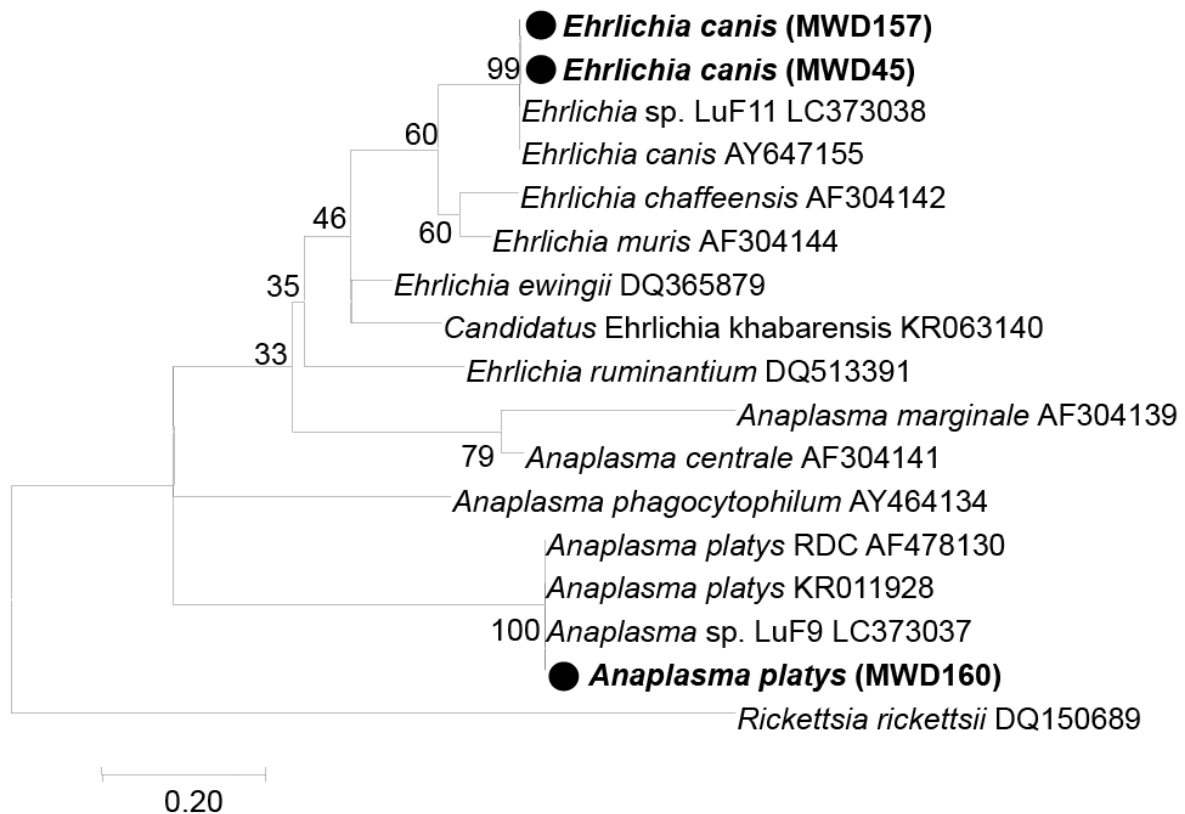 Ehrlichia canis (MWD157)
99 Ehrlichia canis (MWD45)
Ehrlichia sp. LuF11 LC373038
60
Ehrlichia canis AY647155
Ehrlichia chaffeensis AF304142
46
60 Ehrlichia muris AF304144
35
Ehrlichia ewingii DQ365879
Candidatus Ehrlichia khabarensis KR063140
33
Ehrlichia ruminantium DQ513391
Anaplasma marginale AF304139
79 Anaplasma centrale AF304141
Anaplasma phagocytophilum AY464134
Anaplasma platys RDC AF478130
Anaplasma platys KR011928
100 Anaplasma sp. LuF9 LC373037
Anaplasma platys (MWD160)
Rickettsia rickettsii DQ150689
0.20